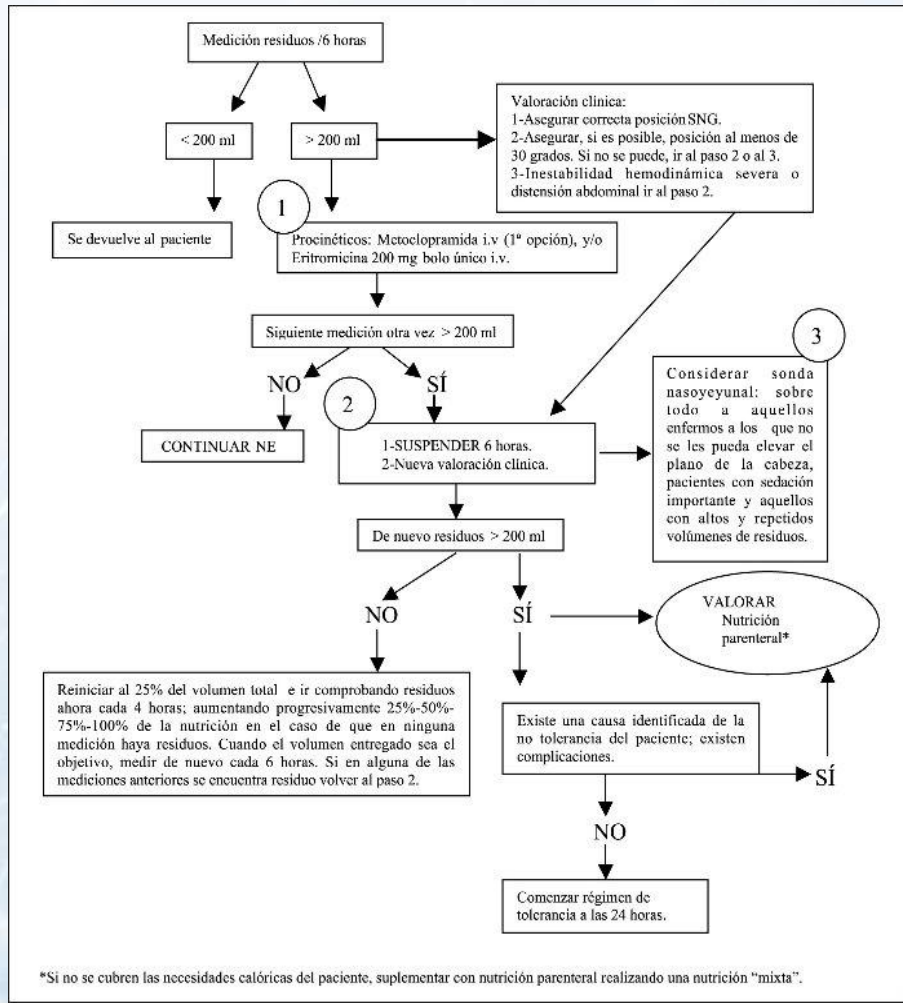 Medición residuos /6 horas
< 200 ml
> 200 ml
Valoración clínica:
1-Asegurar correcta posición SNG.
2-Asegurar, si es posible, posición al menos de
30 grados. Si no se puede, ir al paso 2 o al 3.
3-Inestabilidad hemodinámica severa o
distensión abdominal ir al paso 2.
Se devuelve al paciente
1
Procinéticos: Metoclopramida i.v (1ª opción), y/o
Eritromicina 200 mg bolo único i.v.
Siguiente medición otra vez > 200 ml
NO
SÍ
CONTINUAR NE
2
1-SUSPENDER 6 horas.
2-Nueva valoración clínica.
3
Considerar sonda
nasoyeyunal: sobre
todo a aquellos
enfermos a los que no
se les pueda elevar el
plano de la cabeza,
pacientes con sedación
importante y aquellos
con altos y repetidos
volúmenes de residuos.
De nuevo residuos > 200 ml
NO
SÍ
VALORAR
Nutrición
parenteral*
Reiniciar al 25% del volumen total e ir comprobando residuos
ahora cada 4 horas; aumentando progresivamente 25%-50%-
75%-100% de la nutrición en el caso de que en ninguna
medición haya residuos. Cuando el volumen entregado sea el
objetivo, medir de nuevo cada 6 horas. Si en alguna de las
mediciones anteriores se encuentra residuo volver al paso 2.
Existe una causa identificada de la
no tolerancia del paciente; existen
complicaciones.
SÍ
NO
Comenzar régimen de
tolerancia a las 24 horas.
*Si no se cubren las necesidades calóricas del paciente, suplementar con nutrición parenteral realizando una nutrición "mixta".